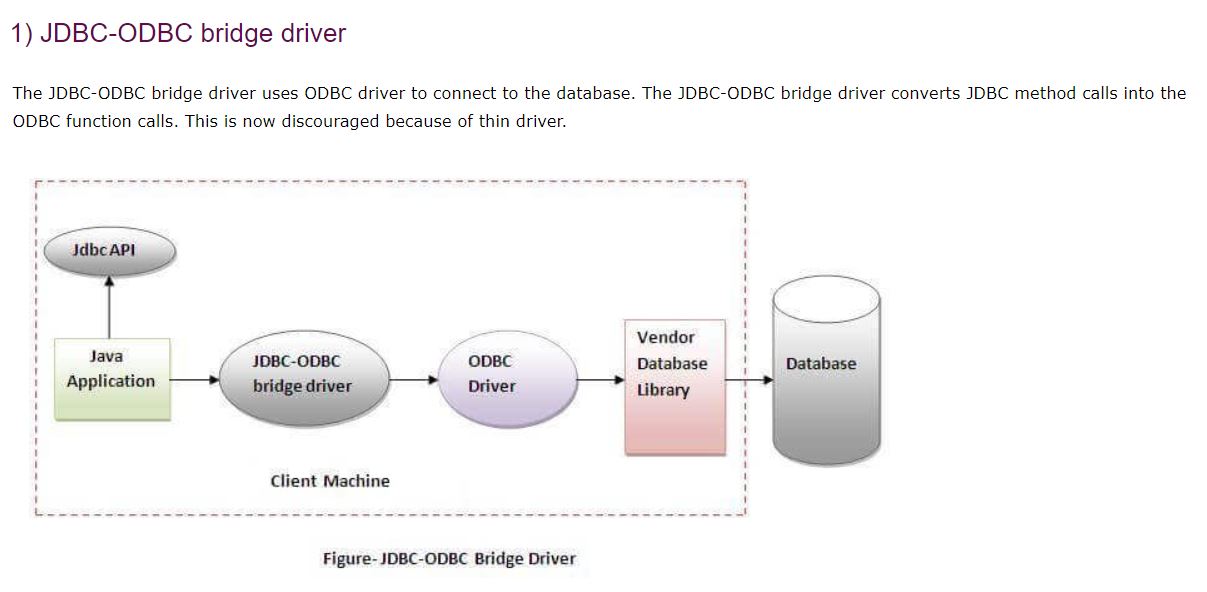 1) JDBC-ODBC bridge driver
The JDBC-ODBC bridge driver uses ODBC driver to connect to the database. The JDBC-ODBC bridge driver converts JDBC method calls into the
ODBC function calls. This is now discouraged because of thin driver.
Jdbc API
Java
Application
JDBC-ODBC
bridge driver
ODBC
Driver
Vendor
Database
Library
Database
Client Machine
Figure- JDBC-ODBC Bridge Driver